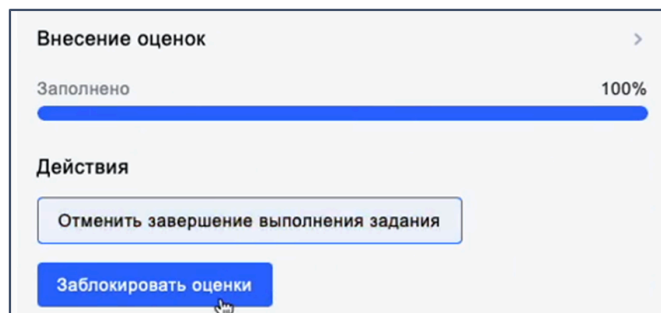 Внесение оценок
Заполнено 100%
Действия
Отменить завершение выполнения задания
Заблокировать оценки